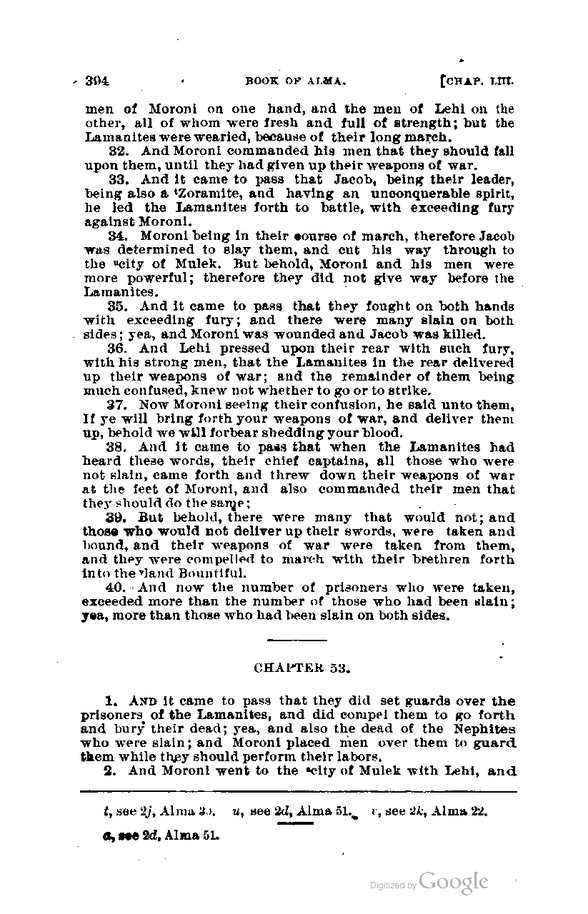 394 BOOK OF ALMA. [CHAP. LIII.
men of Moroni on one hand, and the men of Lehi on the
other, all of whom were fresh and full of strength; but the
Lamanites were wearied, because of their long march.
32. And Moroni commanded his men that they should fall
upon them, until they had given up their weapons of war.
33. And it came to pass that Jacob, being their leader,
being also a ᵗZoramite, and having an unconquerable spirit,
he led the Lamanites forth to battle, with exceeding fury
against Moroni.
34. Moroni being in their course of march, therefore Jacob
was determined to slay them, and cut his way through to
the ᵘcity of Mulek. But behold, Moroni and his men were
more powerful; therefore they did not give way before the
Lamanites.
35. And it came to pass that they fought on both hands
with exceeding fury; and there were many slain on both
sides; yea, and Moroni was wounded and Jacob was killed.
36. And Lehi pressed upon their rear with such fury,
with his strong men, that the Lamanites in the rear delivered
up their weapons of war; and the remainder of them being
much confused, knew not whether to go or to strike.
37. Now Moroni seeing their confusion, he said unto them,
If ye will bring forth your weapons of war, and deliver them
up, behold we will forbear shedding your blood.
38. And it came to pass that when the Lamanites had
heard these words, their chief captains, all those who were
not slain, came forth and threw down their weapons of war
at the feet of Moroni, and also commanded their men that
they should do the same;
39. But behold, there were many that would not; and
those who would not deliver up their swords, were taken and
bound, and their weapons of war were taken from them,
and they were compelled to march with their brethren forth
into the ᵛland Bountiful.
40. And now the number of prisoners who were taken,
exceeded more than the number of those who had been slain;
yea, more than those who had been slain on both sides.
CHAPTER 53.
1. AND it came to pass that they did set guards over the
prisoners of the Lamanites, and did compel them to go forth
and bury their dead; yea, and also the dead of the Nephites
who were slain; and Moroni placed men over them to guard
them while they should perform their labors.
2. And Moroni went to the ᵃcity of Mulek with Lehi, and
t, see 2j, Alma 30. u, see 2d, Alma 51. v, see 2k, Alma 22.
a, see 2d, Alma 51.
Digitized by Google